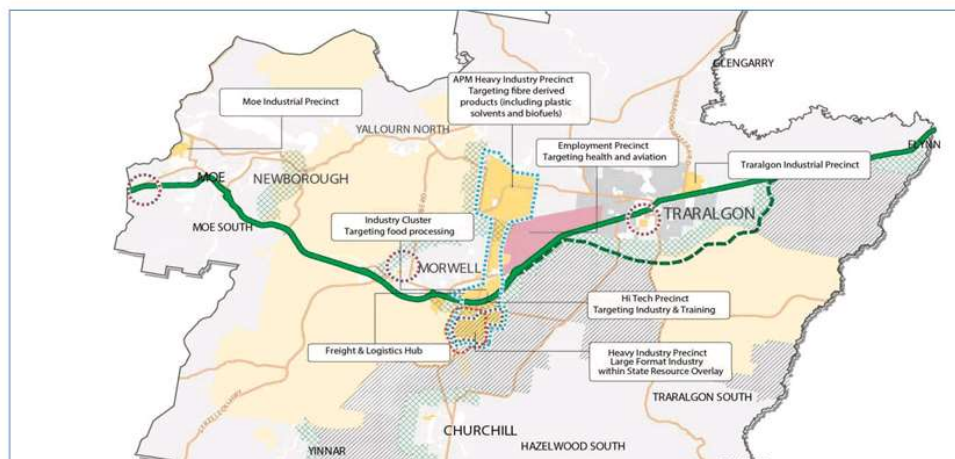 GLENGARRY
APM Heavy Industry Precinct
Targeting fibre derived
products (including plastic
solvents and biofuels)
Moe Industrial Precinct
YALLOURN NORTH
Employment Precinct
Targeting health and aviation
Traralgon Industrial Precinct
FLYNN
MOE
NEWBOROUGH
TRARALGON
MOE SOUTH
Industry Cluster
Targeting food processing
MORWELL
Hi Tech Precinct
Targeting Industry & Training
Freight & Logistics Hub
Heavy Industry Precinct
Large Format Industry
within State Resource Overlay
TRARALGON SOUTH
CHURCHILL
HAZELWOOD SOUTH
YINNAR